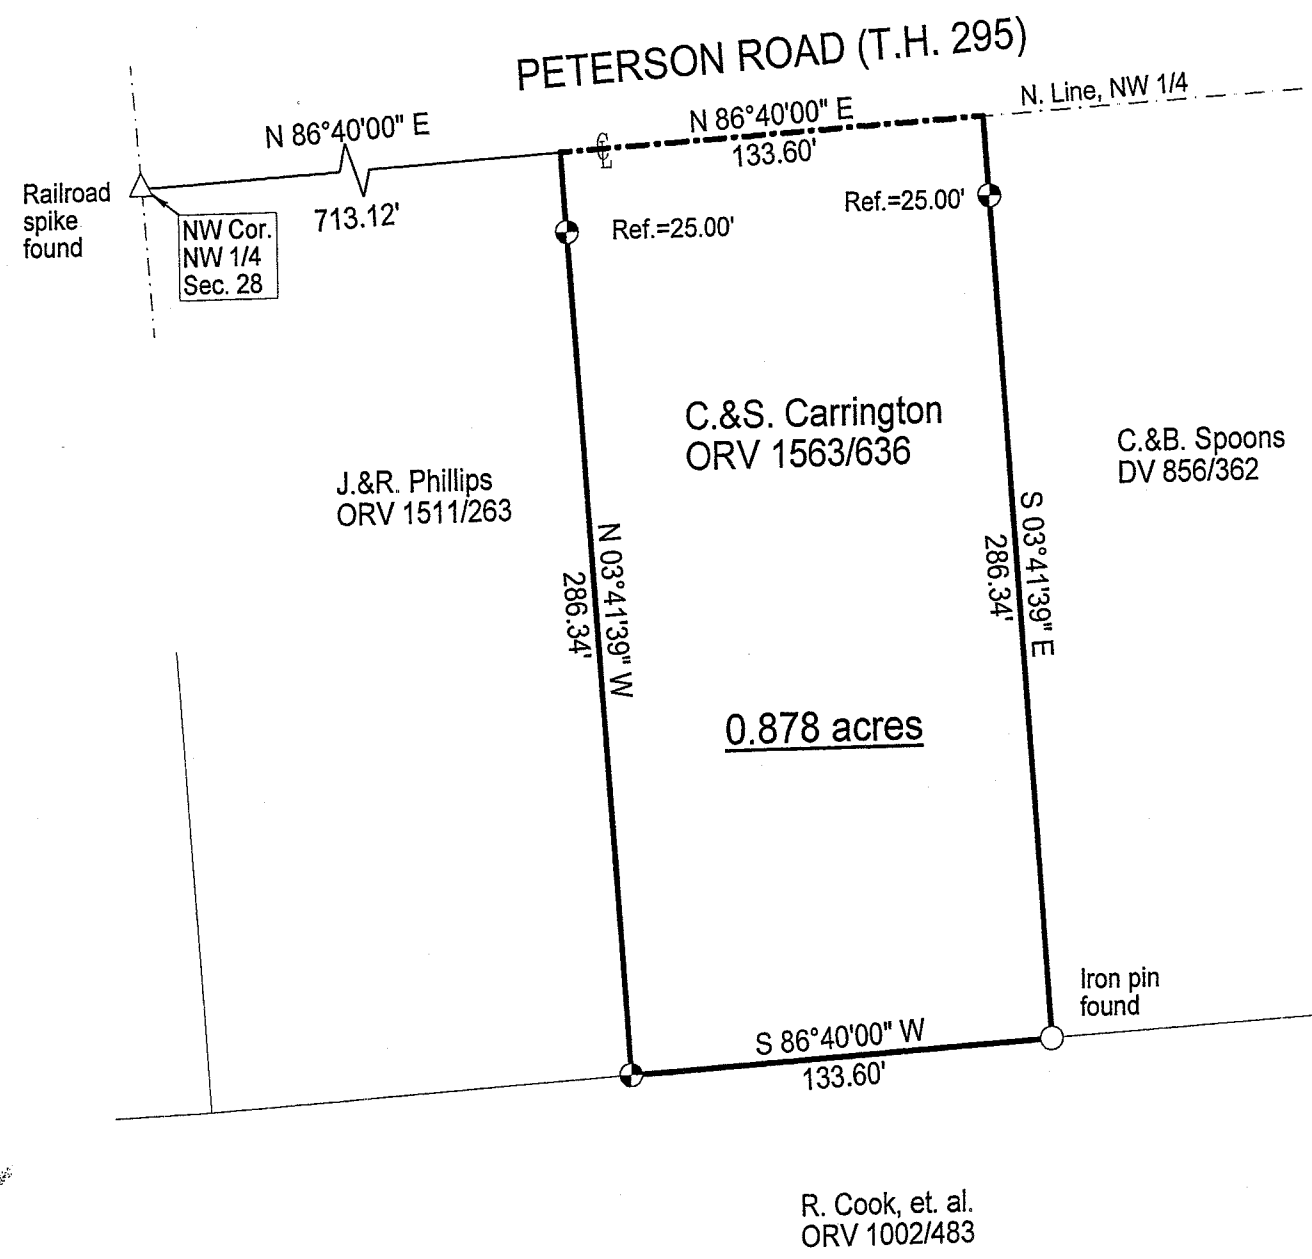 PETERSON ROAD (T.H. 295)
N. Line, NW 1/4
N 86°40'00" E
N 86°40'00" E
133.60'
℄
Railroad
spike
found
NW Cor.
NW 1/4
Sec. 28
713.12'
Ref.=25.00'
Ref.=25.00'
C.&S. Carrington
ORV 1563/636
C.&B. Spoons
DV 856/362
J.&R. Phillips
ORV 1511/263
N 03°41'39" W
286.34'
S 03°41'39" E
286.34'
0.878 acres
Iron pin
found
S 86°40'00" W
133.60'
R. Cook, et. al.
ORV 1002/483